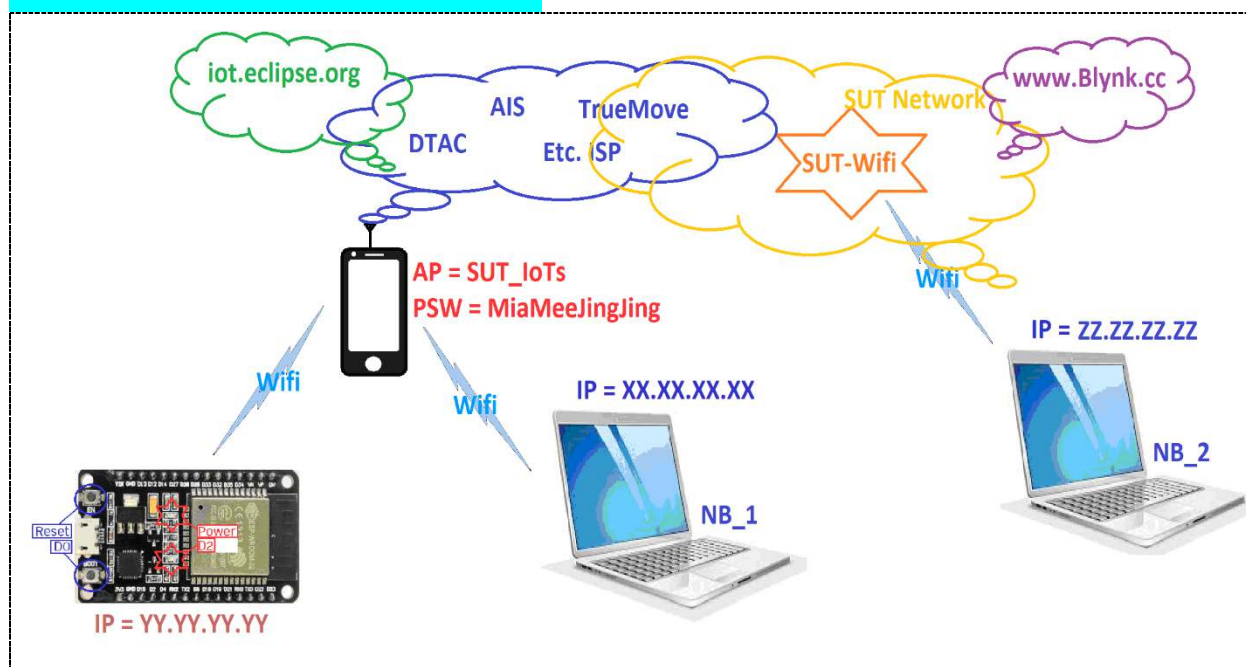 iot.eclipse.org
www.Blynk.cc
AIS
TrueMove
SUT Network
DTAC
Etc. ISP
SUT-Wifi
AP = SUT_IoTs
PSW = MiaMeeJingJing
Wifi
Wifi
Wifi
IP = ZZ.ZZ.ZZ.ZZ
IP = XX.XX.XX.XX
NB_2
NB_1
EN
Reset
D0
Power
D2
BOOT
IP = YY.YY.YY.YY